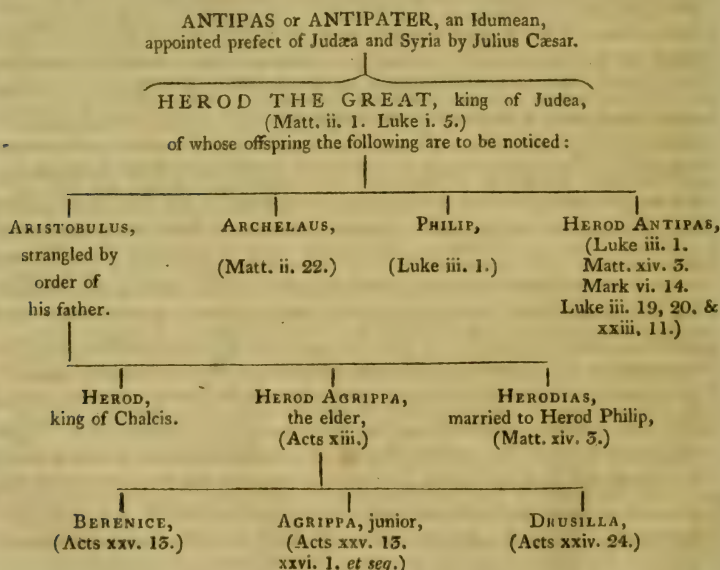 ANTIPAS or ANTIPATER, an Idumean,
appointed prefect of Judæa and Syria by Julius Cæsar.
HEROD THE GREAT, king of Judea,
(Matt. ii. 1. Luke i. 5.)
of whose offspring the following are to be noticed:
ARISTOBULUS,
strangled by
order of
his father.
ARCHELAUS,
(Matt. ii. 22.)
PHILIP,
(Luke iii. 1.)
HEROD ANTIPAS,
(Luke iii. 1.
Matt. xiv. 3.
Mark vi. 14.
Luke iii. 19, 20. &
xxiii. 11.)
HEROD,
king of Chalcis.
HEROD AGRIPPA,
the elder,
(Acts xiii.)
HERODIAS,
married to Herod Philip,
(Matt. xiv. 3.)
BERENICE,
(Acts xxv. 13.)
AGRIPPA, junior,
(Acts xxv. 13.
xxvi. 1. et seq.)
DRUSILLA,
(Acts xxiv. 24.)